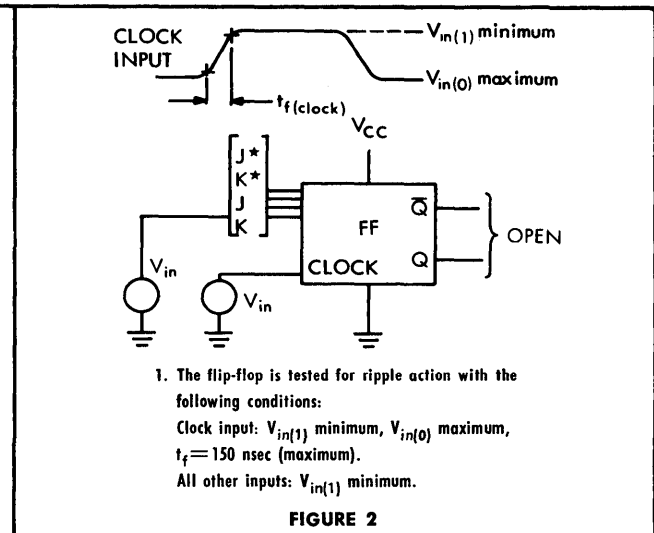 CLOCK
INPUT
V_in(1) minimum
V_in(0) maximum
t_f(clock)
V_CC
J*
K*
J
K
Q̄
FF
OPEN
CLOCK
Q
V_in
V_in
1. The flip-flop is tested for ripple action with the
following conditions:
Clock input: V_in(1) minimum, V_in(0) maximum,
t_f = 150 nsec (maximum).
All other inputs: V_in(1) minimum.
FIGURE 2